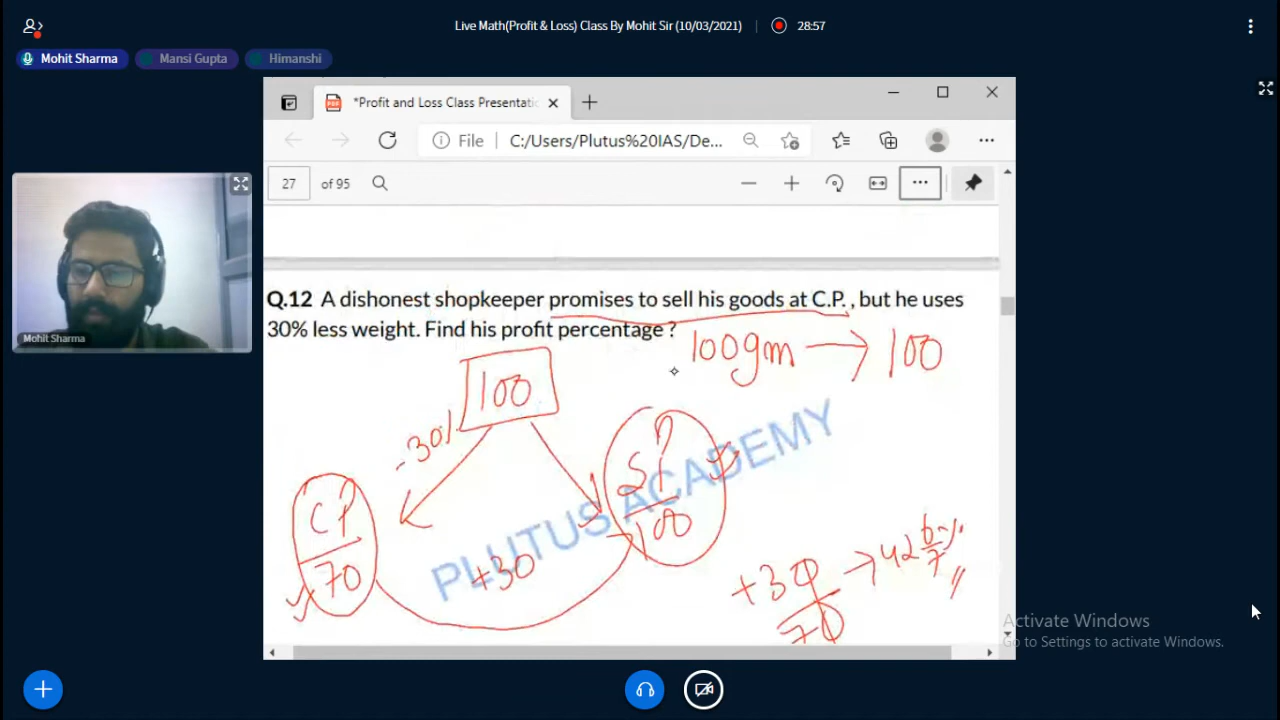 Live Math(Profit & Loss) Class By Mohit Sir (10/03/2021)
28:57
Mohit Sharma
Mansi Gupta
Himanshi
*Profit and Loss Class Presentatic
File
C:/Users/Plutus%20IAS/De...
27 of 95
Mohit Sharma
Q.12 A dishonest shopkeeper promises to sell his goods at C.P. , but he uses
30% less weight. Find his profit percentage ?
100gm → 100
100
-30%
CP
70
SP
100
+30
+30
70
→ 42 6/7 %
PLUTUS ACADEMY
Activate Windows
Go to Settings to activate Windows.